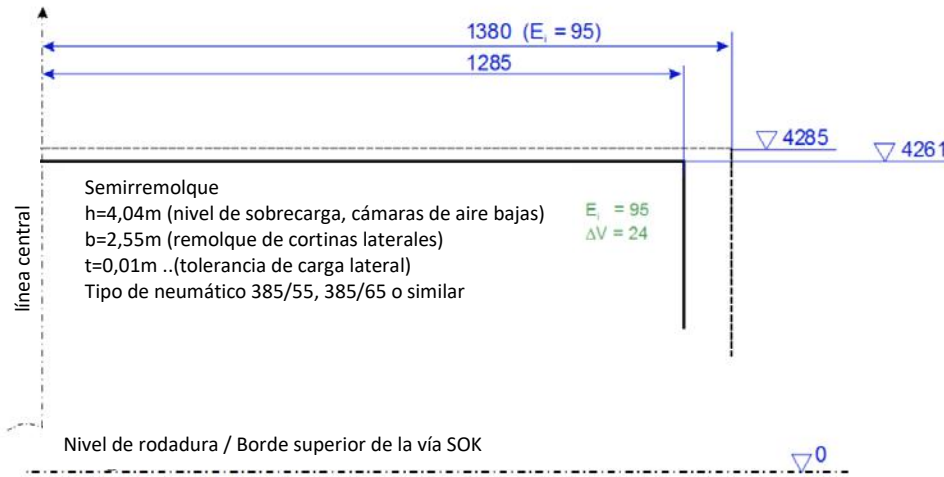 1380 (Ei = 95)
1285
4285
4261
Semirremolque
h=4,04m (nivel de sobrecarga, cámaras de aire bajas)
b=2,55m (remolque de cortinas laterales)
t=0,01m ..(tolerancia de carga lateral)
Tipo de neumático 385/55, 385/65 o similar
Ei = 95
ΔV = 24
línea central
Nivel de rodadura / Borde superior de la vía SOK
0